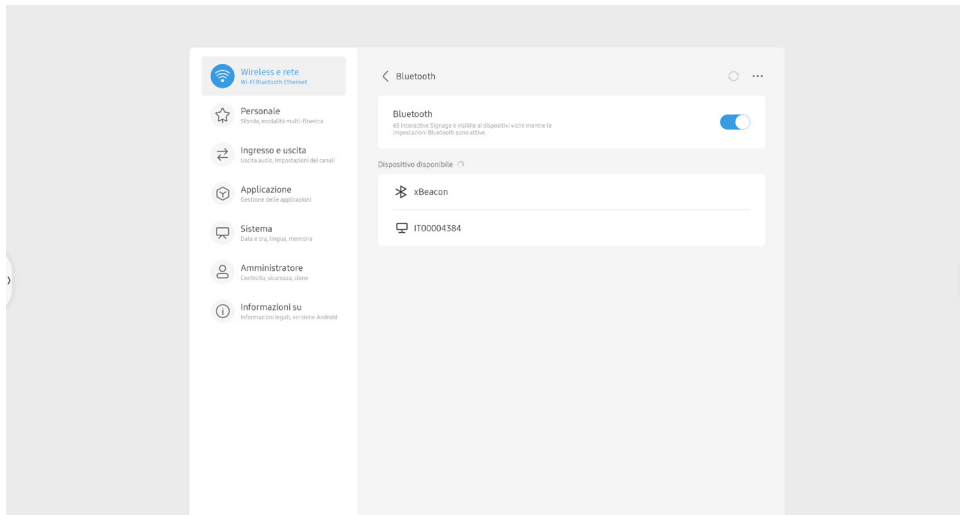 Wireless e rete
Wi-Fi Bluetooth Ethernet
Personale
Sfondo, modalità multi-finestra
Ingresso e uscita
Uscita audio, Impostazioni dei canali
Applicazione
Gestione delle applicazioni
Sistema
Data e ora, lingua, memoria
Amministratore
Controllo, sicurezza, clone
Informazioni su
Informazioni legali, versione Android
Bluetooth
Bluetooth
65 Interactive Signage è visibile ai dispositivi vicini mentre le
impostazioni Bluetooth sono attive.
Dispositivo disponibile
xBeacon
IT00004384